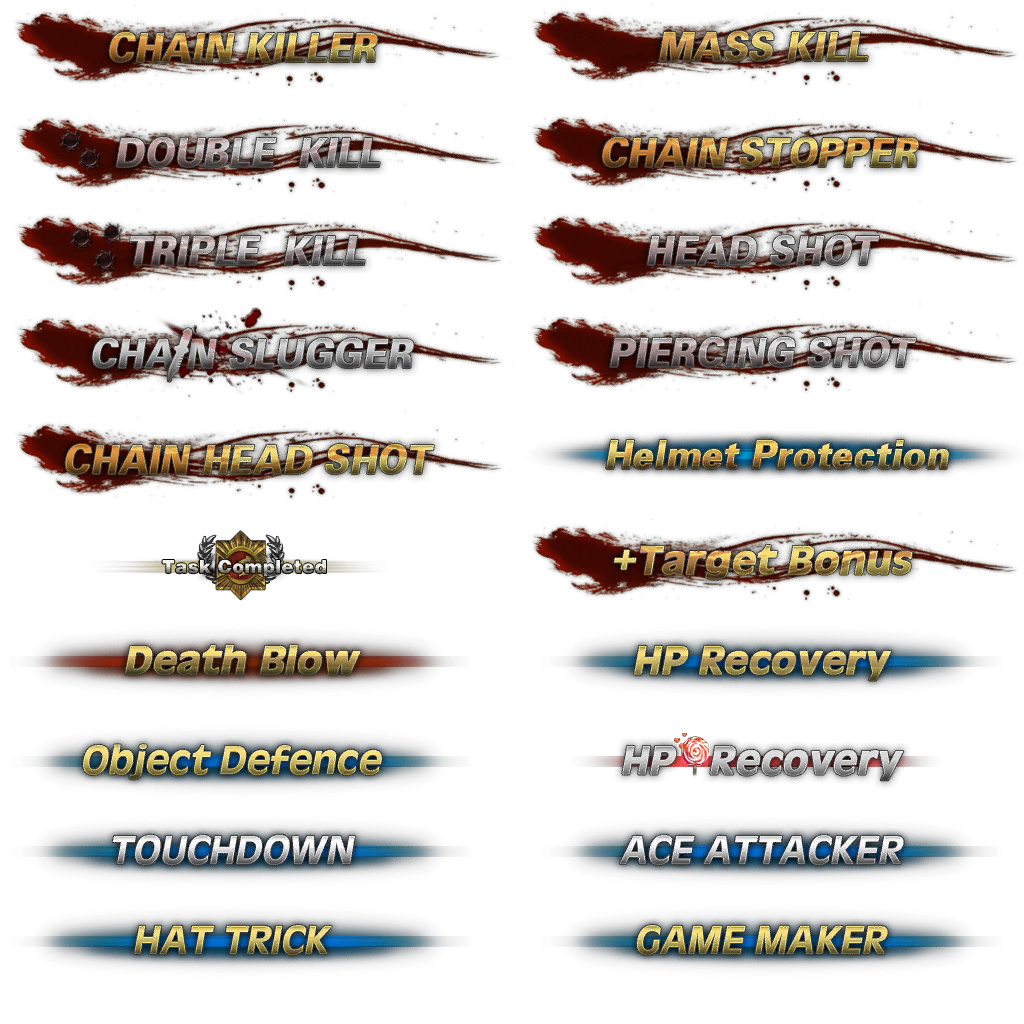 CHAIN KILLER
MASS KILL
DOUBLE KILL
CHAIN STOPPER
TRIPLE KILL
HEAD SHOT
CHAIN SLUGGER
PIERCING SHOT
CHAIN HEAD SHOT
Helmet Protection
Task Completed
+Target Bonus
Death Blow
HP Recovery
Object Defence
HP Recovery
TOUCHDOWN
ACE ATTACKER
HAT TRICK
GAME MAKER